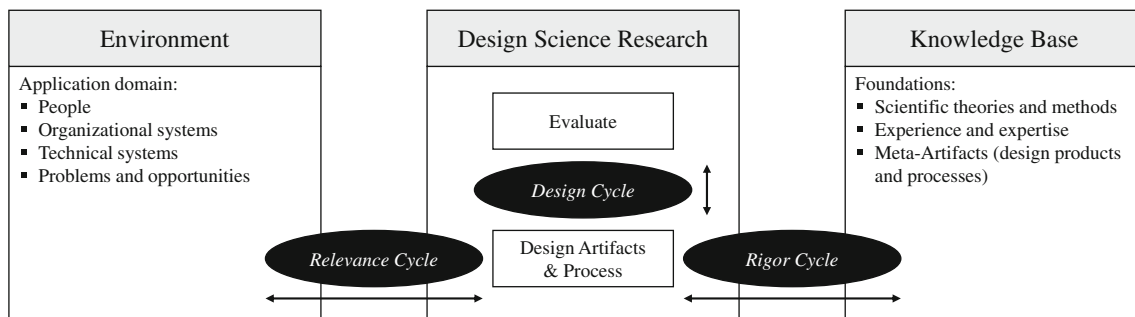 Environment
Application domain:
▪ People
▪ Organizational systems
▪ Technical systems
▪ Problems and opportunities
Relevance Cycle
Design Science Research
Evaluate
Design Cycle
Design Artifacts
& Process
Rigor Cycle
Knowledge Base
Foundations:
▪ Scientific theories and methods
▪ Experience and expertise
▪ Meta-Artifacts (design products
and processes)